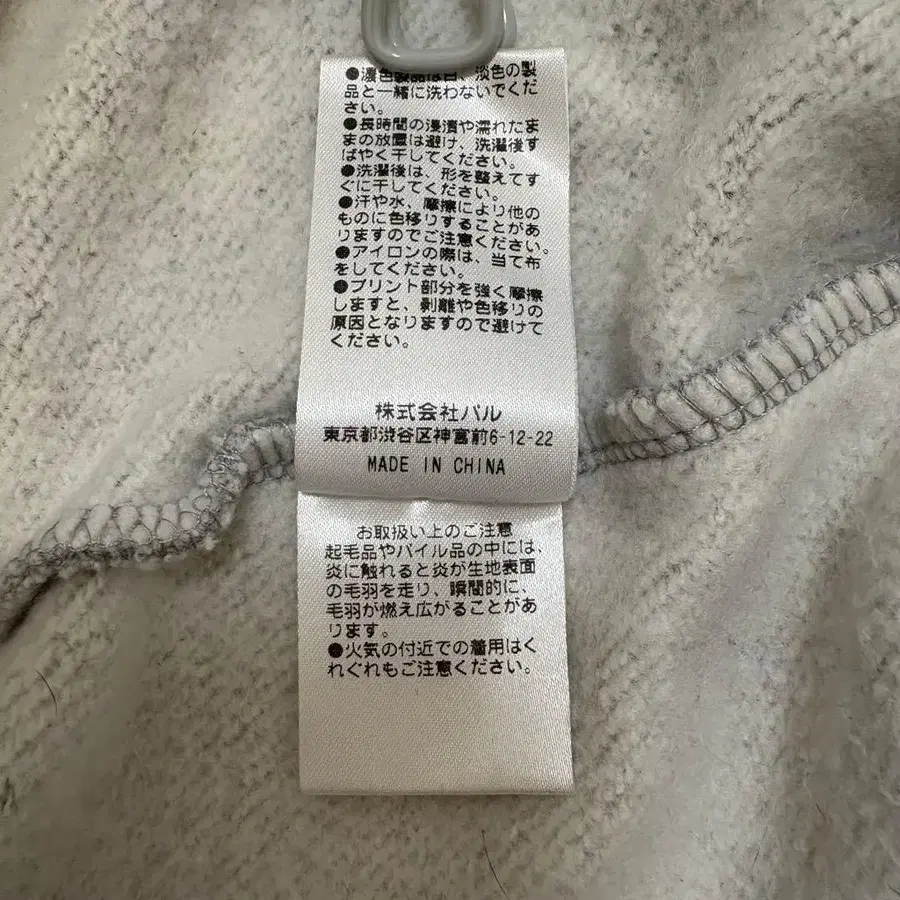 ●濃色製品は白、淡色の製
品と一緒に洗わないでくだ
さい。
●長時間の浸漬や濡れたま
まの放置は避け、洗濯後す
ばやく干してください。
●洗濯後は、形を整えてす
ぐに干してください。
●汗や水、摩擦により他の
ものに色移りすることがあ
りますのでご注意ください。
●アイロンの際は、当て布
をしてください。
●プリント部分を強く摩擦
しますと、剥離や色移りの
原因となりますので避けて
ください。
株式会社パル
東京都渋谷区神宮前6-12-22
MADE IN CHINA
お取扱い上のご注意
起毛品やパイル品の中には、
炎に触れると炎が生地表面
の毛羽を走り、瞬間的に、
毛羽が燃え広がることがあ
ります。
●火気の付近での着用はく
れぐれもご注意ください。